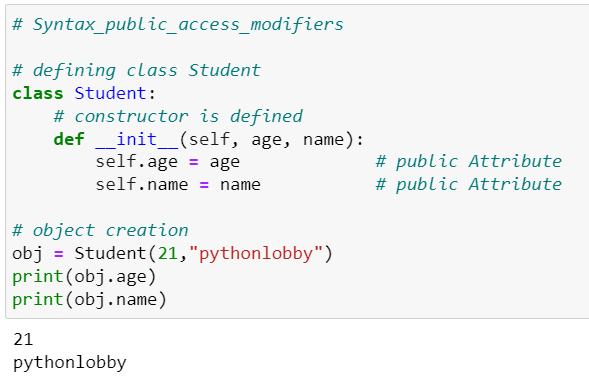 # Syntax_public_access_modifiers
# defining class Student
class Student:
    # constructor is defined
    def __init__(self, age, name):
        self.age = age             # public Attribute
        self.name = name           # public Attribute
# object creation
obj = Student(21,"pythonlobby")
print(obj.age)
print(obj.name)
21
pythonlobby